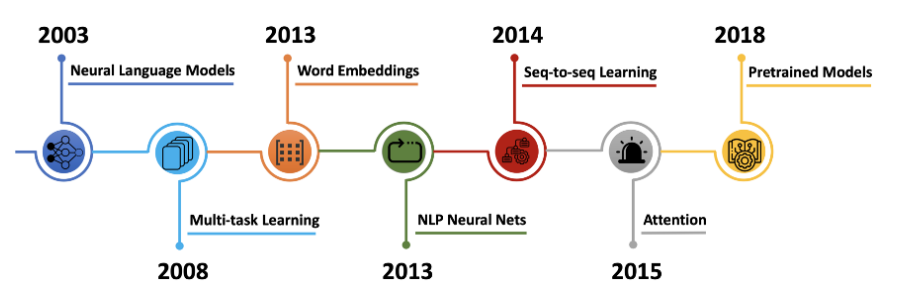 2003
2013
2014
2018
Neural Language Models
Word Embeddings
Seq-to-seq Learning
Pretrained Models
Multi-task Learning
NLP Neural Nets
Attention
2008
2013
2015